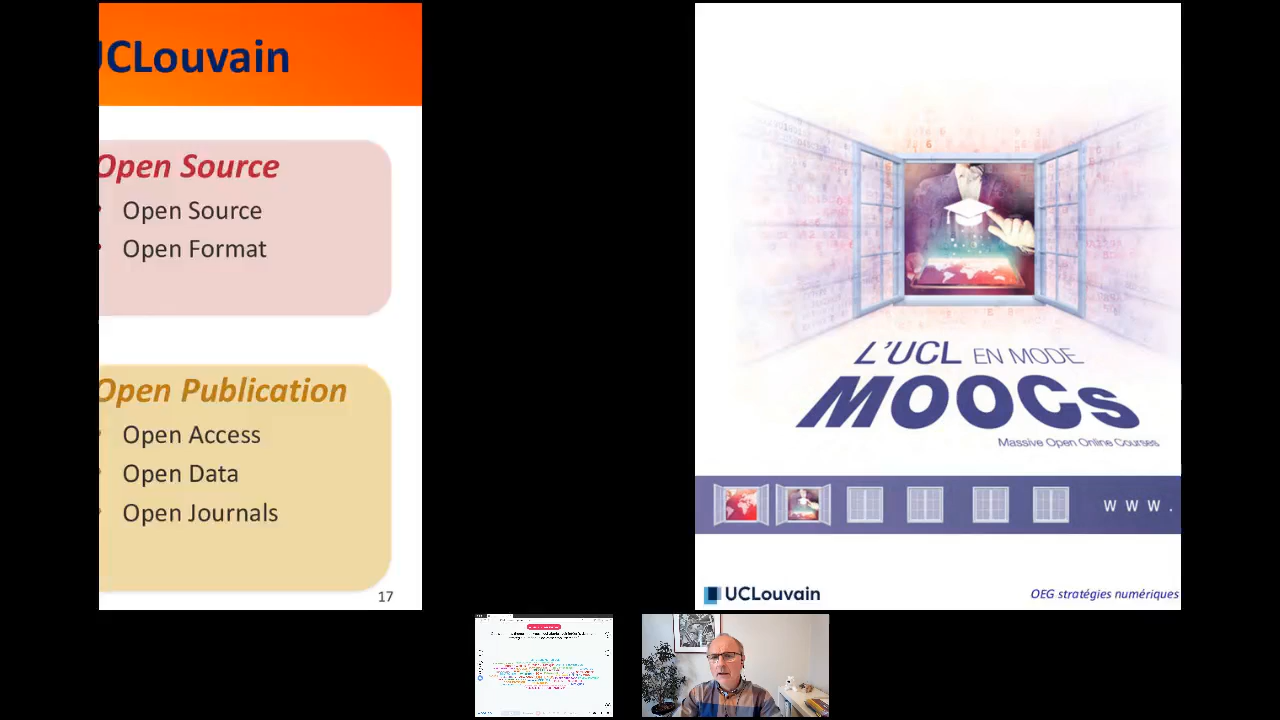 UCLouvain
Open Source
Open Source
Open Format
Open Publication
Open Access
Open Data
Open Journals
17
L'UCL EN MODE
MOOCs
Massive Open Online Courses
WWW.
UCLouvain
OEG stratégies numériques